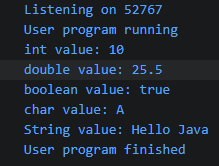 Listening on 52767
User program running
int value: 10
double value: 25.5
boolean value: true
char value: A
String value: Hello Java
User program finished